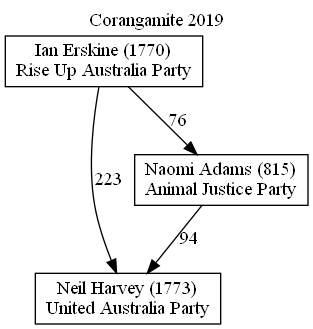 Corangamite 2019
Ian Erskine (1770)
Rise Up Australia Party
76
Naomi Adams (815)
Animal Justice Party
223
94
Neil Harvey (1773)
United Australia Party